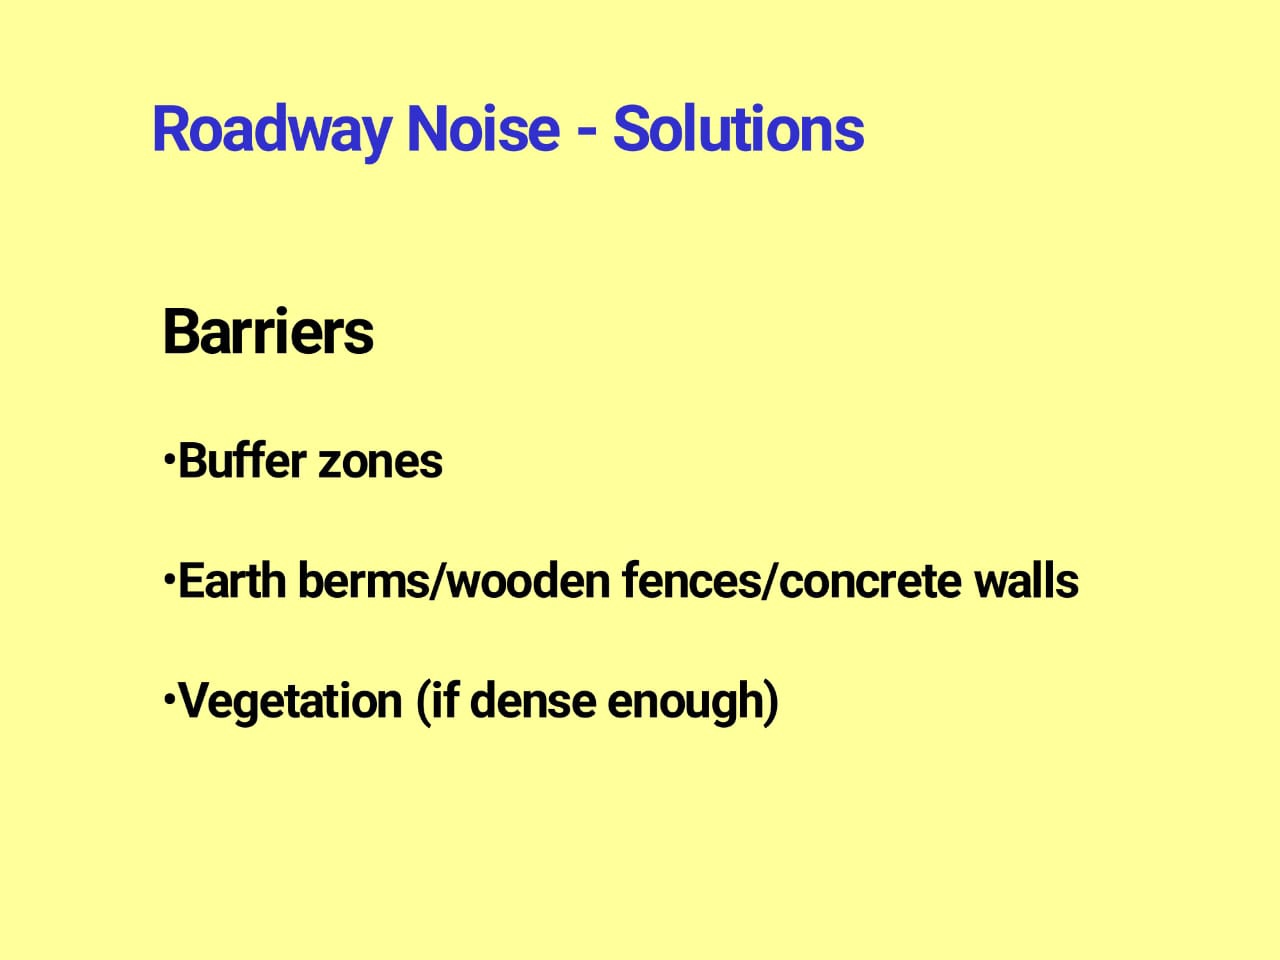 Roadway Noise - Solutions
Barriers
•Buffer zones
•Earth berms/wooden fences/concrete walls
•Vegetation (if dense enough)